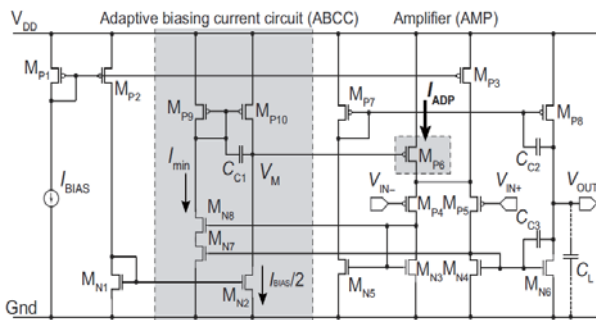 Adaptive biasing current circuit (ABCC) Amplifier (AMP)
VDD
MP1 MP2 MP3
IADP
MP9 MP10 MP7 MP8
MP6
CC1 CC2
IBIAS Imin VM VIN− VIN+ VOUT
MP4 MP5
MN8 CC3
MN7
MN1 MN2 IBIAS/2 MN5 MN3 MN4 MN6 CL
Gnd